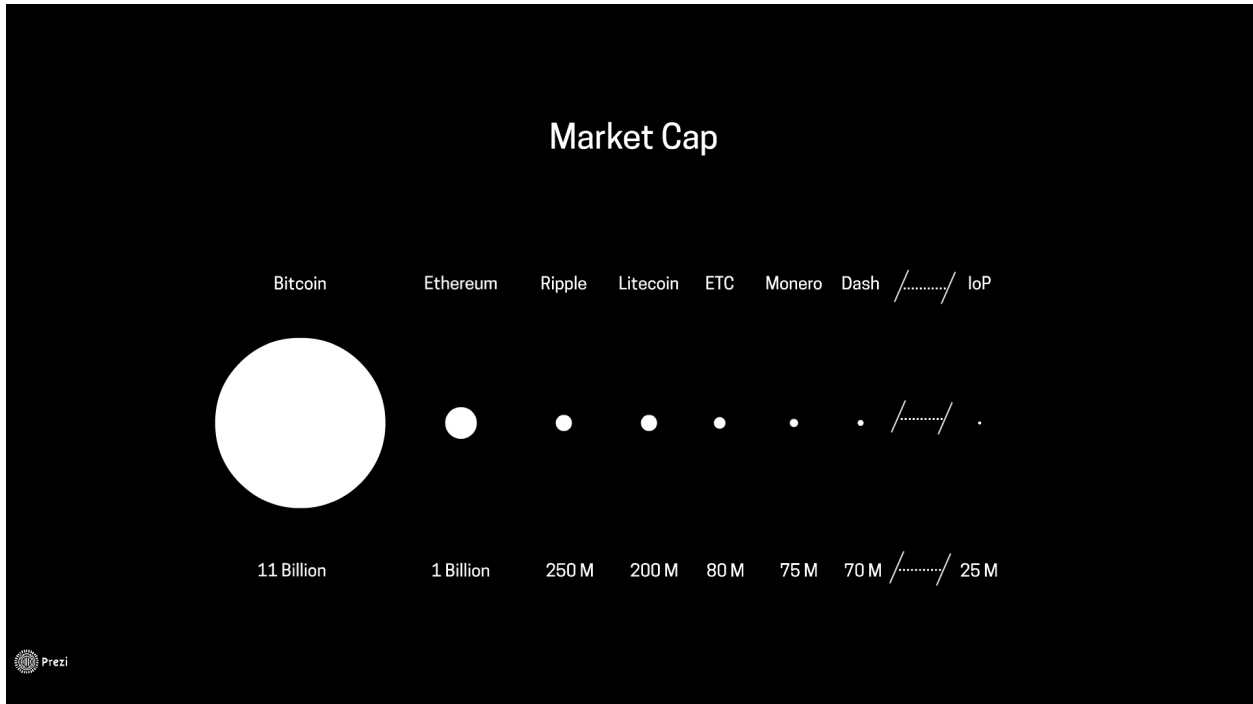 Market Cap
Bitcoin Ethereum Ripple Litecoin ETC Monero Dash /.........../ IoP
/.........../
11 Billion 1 Billion 250 M 200 M 80 M 75 M 70 M /.........../ 25 M
Prezi